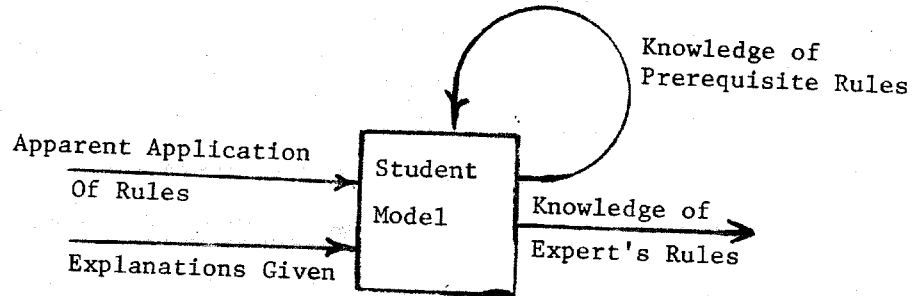 Knowledge of
Prerequisite Rules
Apparent Application
Of Rules
Student
Model
Knowledge of
Expert's Rules
Explanations Given